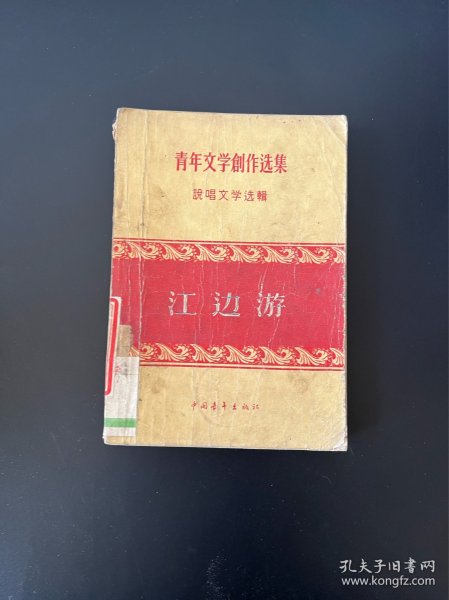 青年文学創作选集
說唱文学选輯
江边游
中国青年出版社
孔夫子旧书网
www.kongfz.com